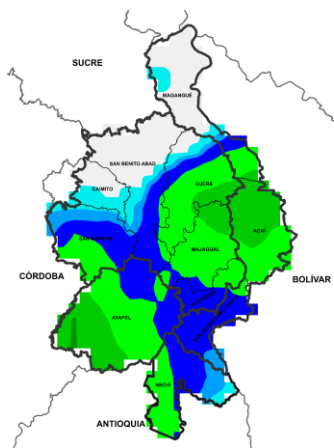 SUCRE
MAGANGUÉ
SAN BENITO ABAD
CAIMITO
SUCRE
ACHÍ
MAJAGUAL
CÓRDOBA
BOLÍVAR
AYAPEL
NECHÍ
ANTIOQUIA